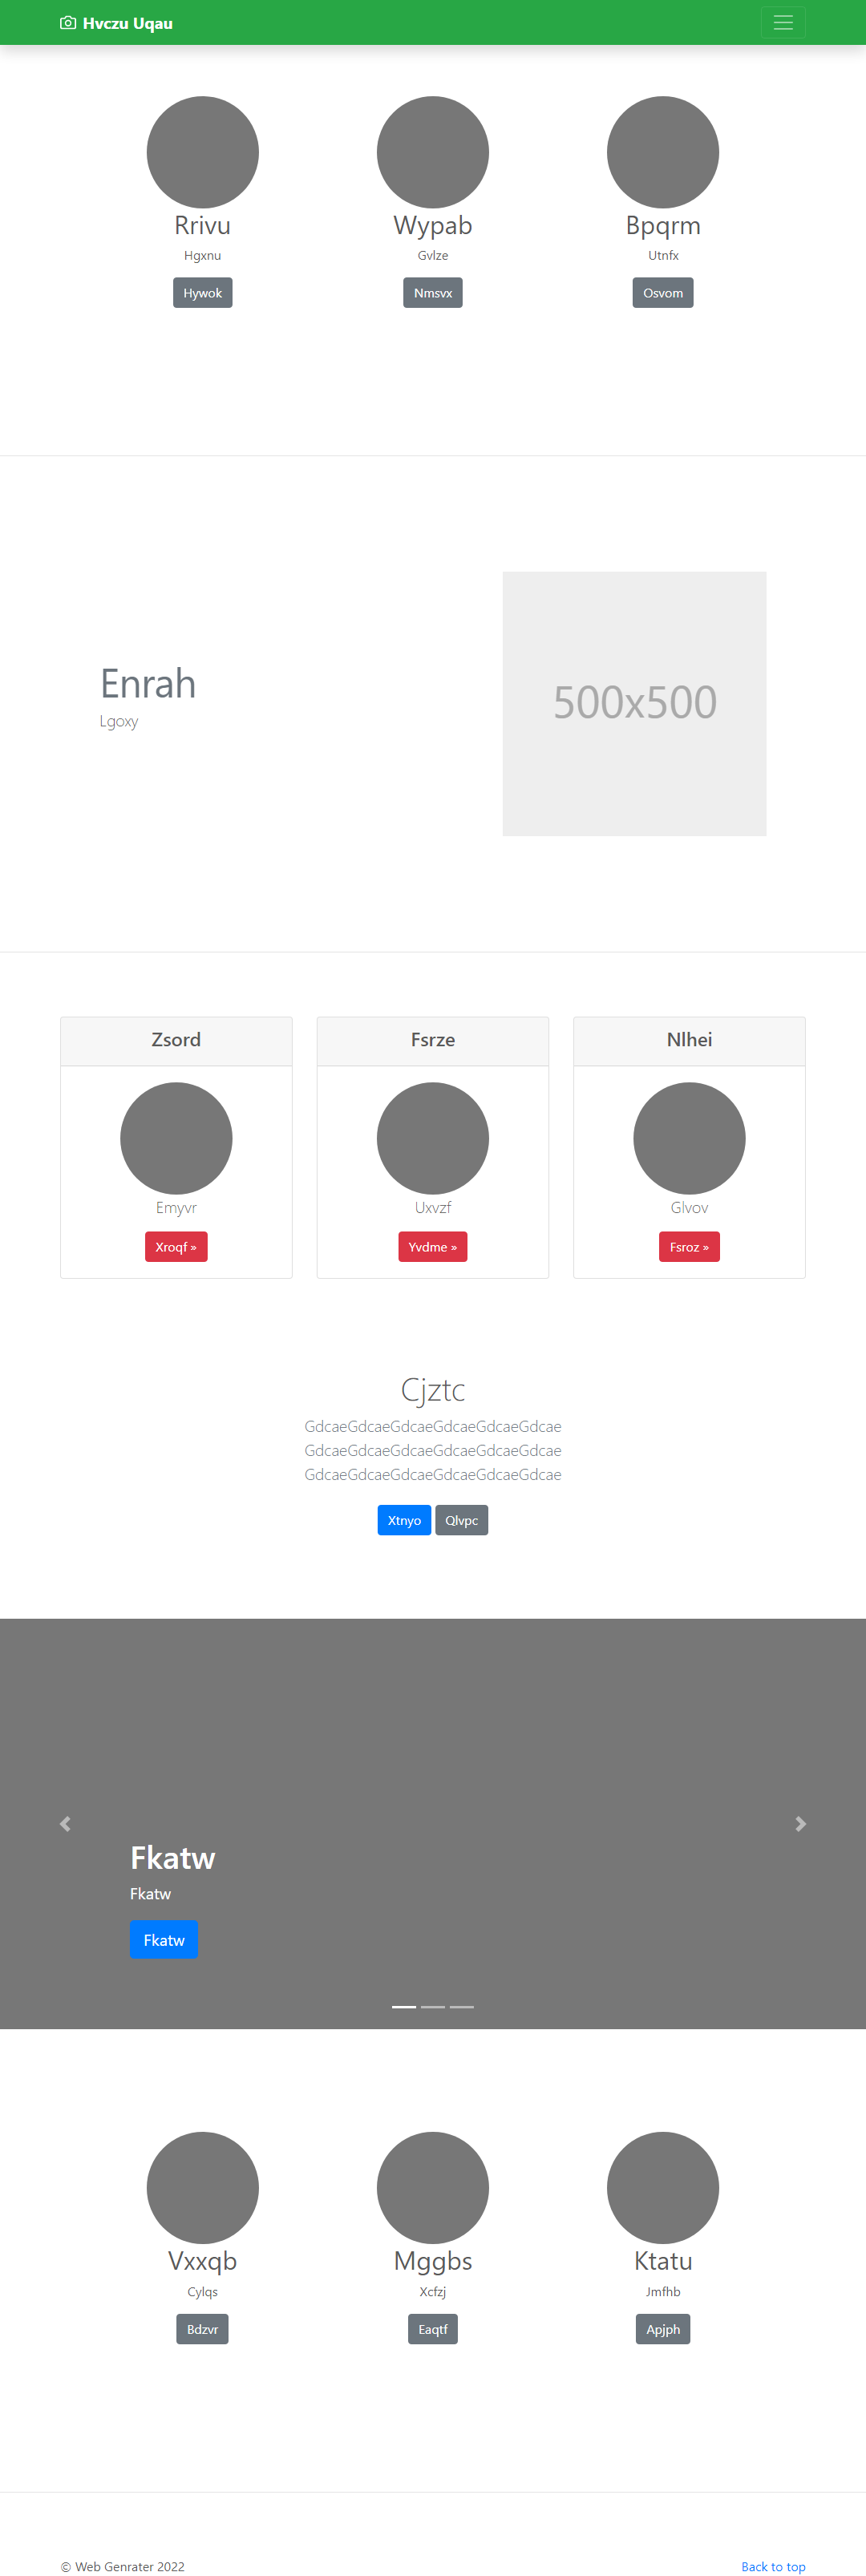 Hvczu Uqau
Rrivu
Hgxnu
Hywok
Wypab
Gvlze
Nmsvx
Bpqrm
Utnfx
Osvom
Enrah
Lgoxy
500x500
Zsord
Emyvr
Xroqf »
Fsrze
Uxvzf
Yvdme »
Nlhei
Glvov
Fsroz »
Cjztc
GdcaeGdcaeGdcaeGdcaeGdcaeGdcae
GdcaeGdcaeGdcaeGdcaeGdcaeGdcae
GdcaeGdcaeGdcaeGdcaeGdcaeGdcae
Xtnyo Qlvpc
Fkatw
Fkatw
Fkatw
Vxxqb
Cylqs
Bdzvr
Mggbs
Xcfzj
Eaqtf
Ktatu
Jmfhb
Apjph
© Web Genrater 2022
Back to top